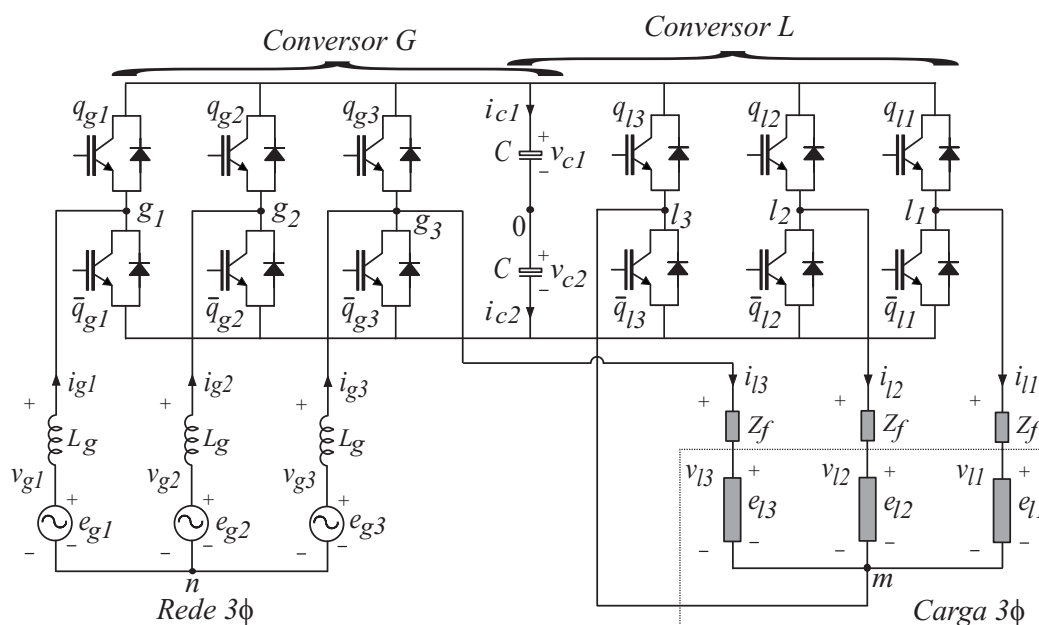 Conversor G
Conversor L
q_g1 q_g2 q_g3 i_c1 q_l3 q_l2 q_l1
+
C v_c1
−
g_1 g_2 g_3 0 l_3 l_2 l_1
+
C v_c2
−
q̄_g1 q̄_g2 q̄_g3 i_c2 q̄_l3 q̄_l2 q̄_l1
i_g1 i_g2 i_g3 i_l3 i_l2 i_l1
+ + + + + +
L_g L_g L_g Z_f Z_f Z_f
v_g1 v_g2 v_g3 v_l3 v_l2 v_l1
+ + + + + +
e_g1 e_g2 e_g3 e_l3 e_l2 e_l1
− − − − − − − − − − − −
n m
Rede 3ϕ Carga 3ϕ